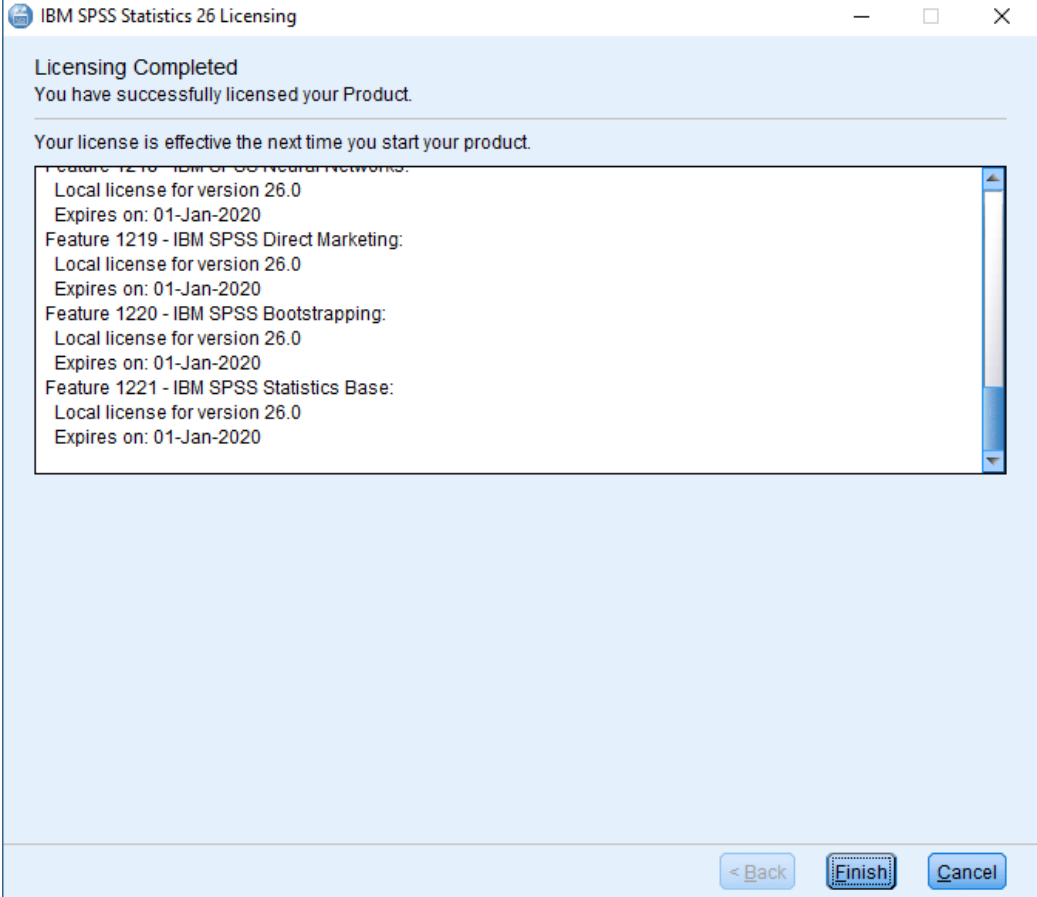 IBM SPSS Statistics 26 Licensing
Licensing Completed
You have successfully licensed your Product.
Your license is effective the next time you start your product.
IBM SPSS Neural Networks:
Local license for version 26.0
Expires on: 01-Jan-2020
Feature 1219 - IBM SPSS Direct Marketing:
Local license for version 26.0
Expires on: 01-Jan-2020
Feature 1220 - IBM SPSS Bootstrapping:
Local license for version 26.0
Expires on: 01-Jan-2020
Feature 1221 - IBM SPSS Statistics Base:
Local license for version 26.0
Expires on: 01-Jan-2020
< Back
Finish
Cancel